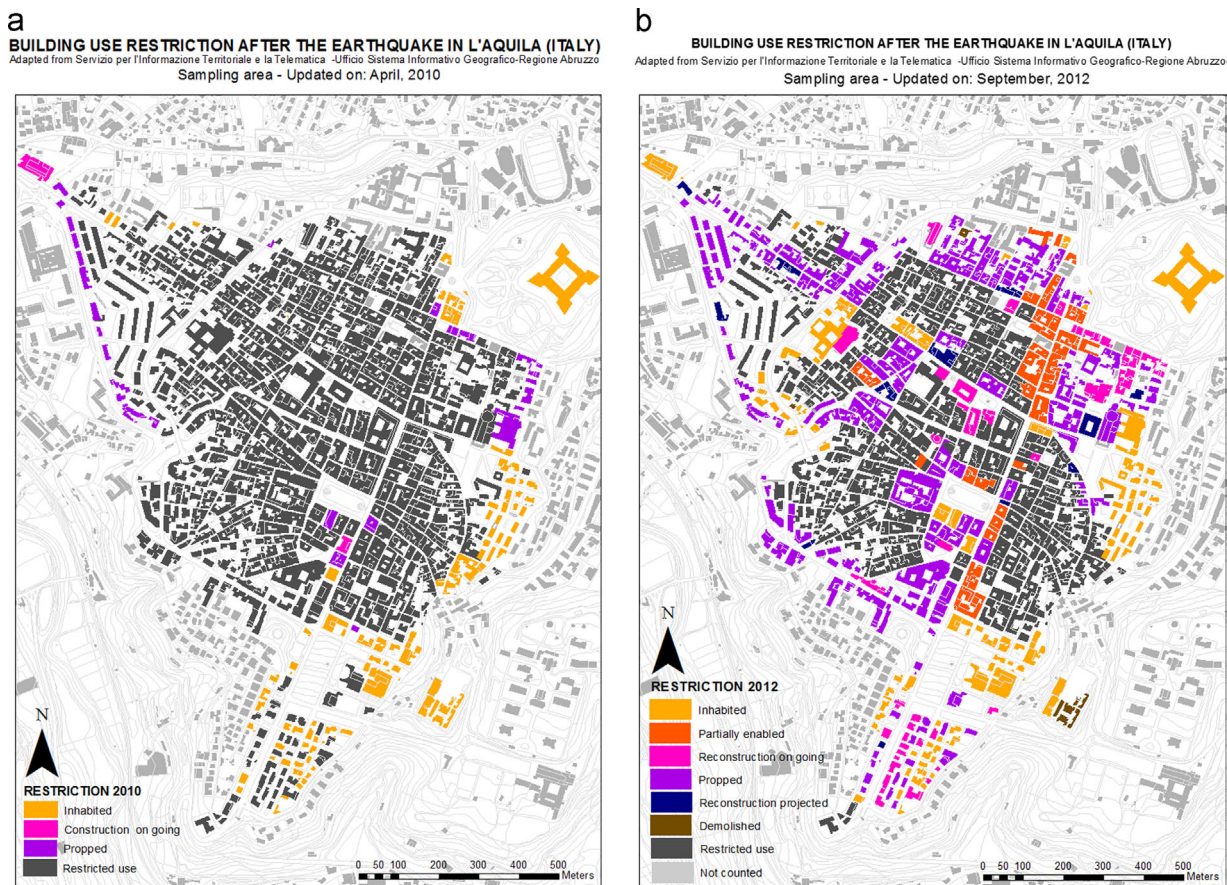 a
BUILDING USE RESTRICTION AFTER THE EARTHQUAKE IN L'AQUILA (ITALY)
Adapted from Servizio per l'Informazione Territoriale e la Telematica -Ufficio Sistema Informativo Geografico-Regione Abruzzo
Sampling area - Updated on: April, 2010
N
RESTRICTION 2010
Inhabited
Construction on going
Propped
Restricted use
0 50 100 200 300 400 500
Meters
b
BUILDING USE RESTRICTION AFTER THE EARTHQUAKE IN L'AQUILA (ITALY)
Adapted from Servizio per l'Informazione Territoriale e la Telematica -Ufficio Sistema Informativo Geografico-Regione Abruzzo
Sampling area - Updated on: September, 2012
N
RESTRICTION 2012
Inhabited
Partially enabled
Reconstruction on going
Propped
Reconstruction projected
Demolished
Restricted use
Not counted
0 50 100 200 300 400 500
Meters